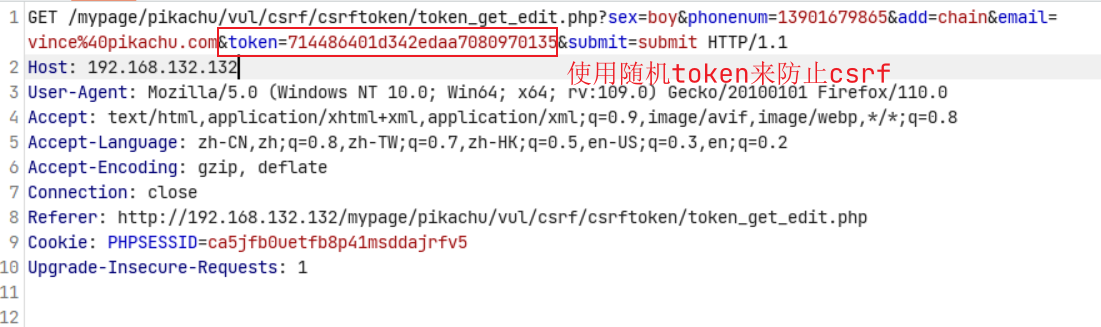 1 GET /mypage/pikachu/vul/csrf/csrftoken/token_get_edit.php?sex=boy&phonenum=13901679865&add=chain&email=
vince%40pikachu.com&token=714486401d342edaa7080970135&submit=submit HTTP/1.1
2 Host: 192.168.132.132
使用随机token来防止csrf
3 User-Agent: Mozilla/5.0 (Windows NT 10.0; Win64; x64; rv:109.0) Gecko/20100101 Firefox/110.0
4 Accept: text/html,application/xhtml+xml,application/xml;q=0.9,image/avif,image/webp,*/*;q=0.8
5 Accept-Language: zh-CN,zh;q=0.8,zh-TW;q=0.7,zh-HK;q=0.5,en-US;q=0.3,en;q=0.2
6 Accept-Encoding: gzip, deflate
7 Connection: close
8 Referer: http://192.168.132.132/mypage/pikachu/vul/csrf/csrftoken/token_get_edit.php
9 Cookie: PHPSESSID=ca5jfb0uetfb8p41msddajrfv5
10 Upgrade-Insecure-Requests: 1
11
12